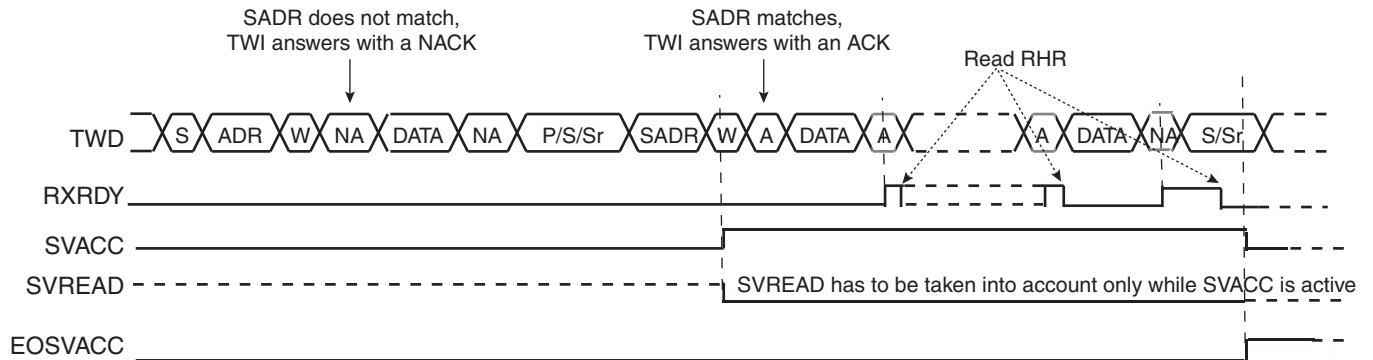 SADR does not match,
TWI answers with a NACK
SADR matches,
TWI answers with an ACK
Read RHR
TWD S ADR W NA DATA NA P/S/Sr SADR W A DATA A A DATA NA S/Sr
RXRDY
SVACC
SVREAD SVREAD has to be taken into account only while SVACC is active
EOSVACC